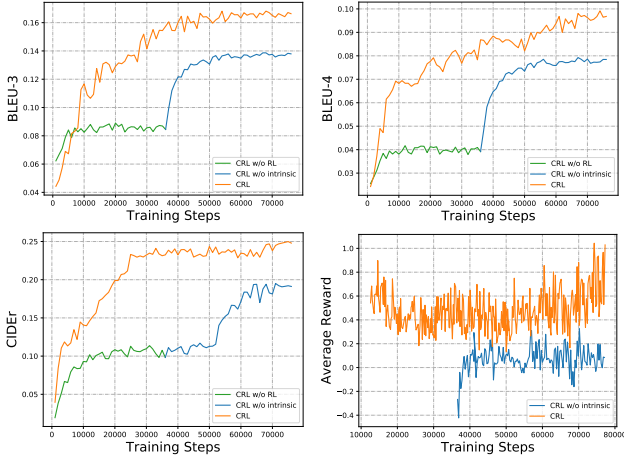 BLEU-3
0.16
0.14
0.12
0.10
0.08
0.06
0.04
CRL w/o RL
CRL w/o intrinsic
CRL
0 10000 20000 30000 40000 50000 60000 70000
Training Steps
BLEU-4
0.10
0.09
0.08
0.07
0.06
0.05
0.04
0.03
CRL w/o RL
CRL w/o intrinsic
CRL
0 10000 20000 30000 40000 50000 60000 70000
Training Steps
CIDEr
0.25
0.20
0.15
0.10
0.05
CRL w/o RL
CRL w/o intrinsic
CRL
0 10000 20000 30000 40000 50000 60000 70000
Training Steps
Average Reward
1.0
0.8
0.6
0.4
0.2
0.0
−0.2
−0.4
CRL w/o intrinsic
CRL
10000 20000 30000 40000 50000 60000 70000 80000
Training Steps